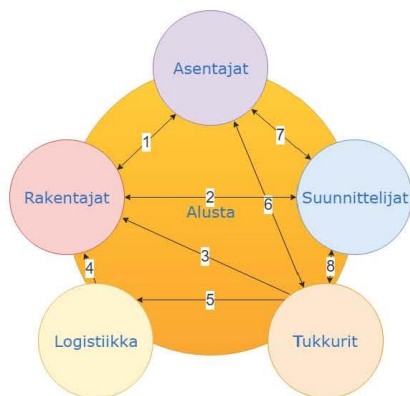 Asentajat
1
7
Rakentajat
2
Suunnittelijat
Alusta
6
3
4
8
5
Logistiikka
Tukkurit